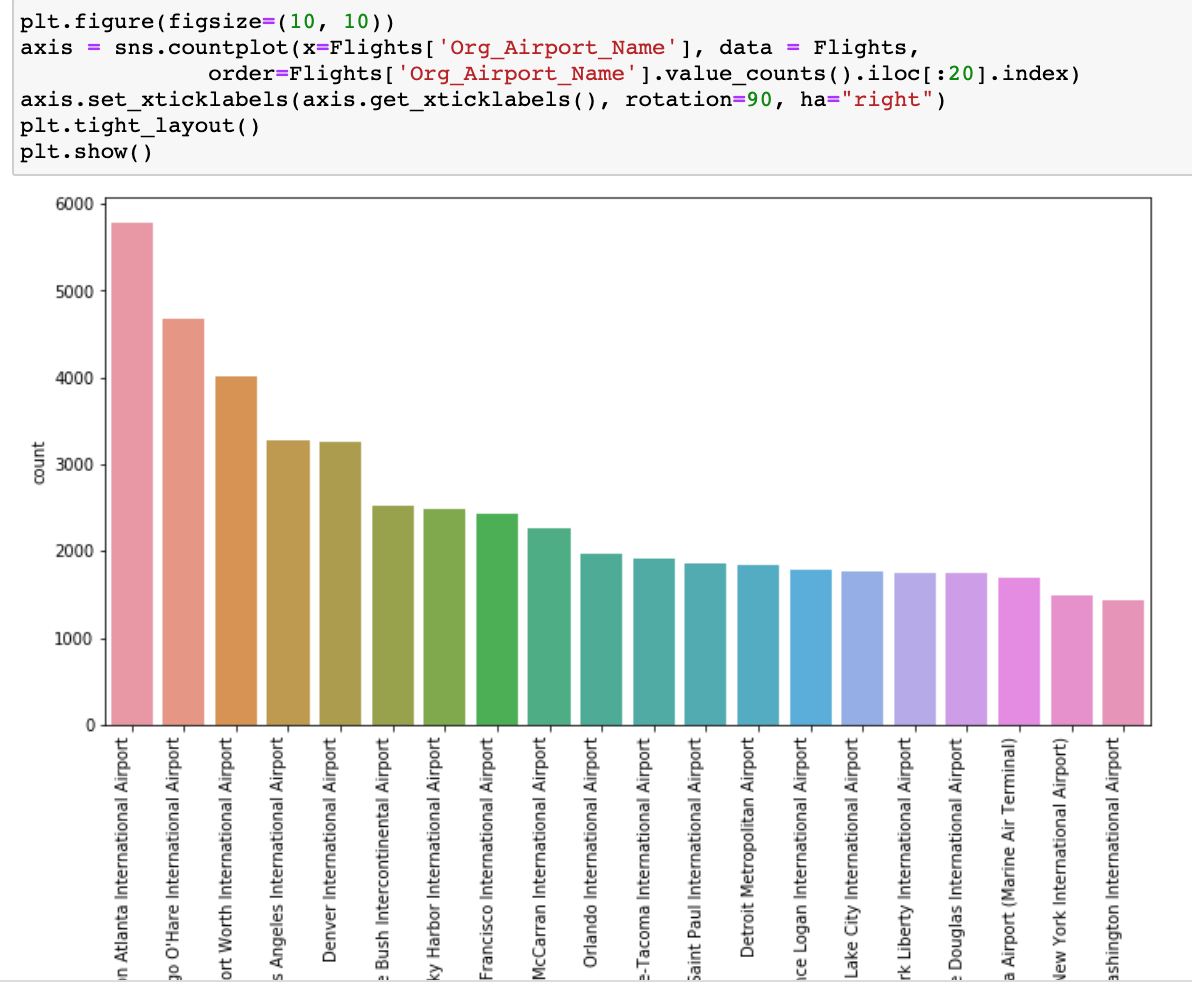 plt.figure(figsize=(10, 10))
axis = sns.countplot(x=Flights['Org_Airport_Name'], data = Flights,
order=Flights['Org_Airport_Name'].value_counts().iloc[:20].index)
axis.set_xticklabels(axis.get_xticklabels(), rotation=90, ha="right")
plt.tight_layout()
plt.show()
6000
5000
4000
3000
2000
1000
0
count
n Atlanta International Airport
go O'Hare International Airport
ort Worth International Airport
s Angeles International Airport
Denver International Airport
e Bush Intercontinental Airport
ky Harbor International Airport
Francisco International Airport
McCarran International Airport
Orlando International Airport
e-Tacoma International Airport
Saint Paul International Airport
Detroit Metropolitan Airport
nce Logan International Airport
Lake City International Airport
rk Liberty International Airport
e Douglas International Airport
a Airport (Marine Air Terminal)
New York International Airport)
ashington International Airport